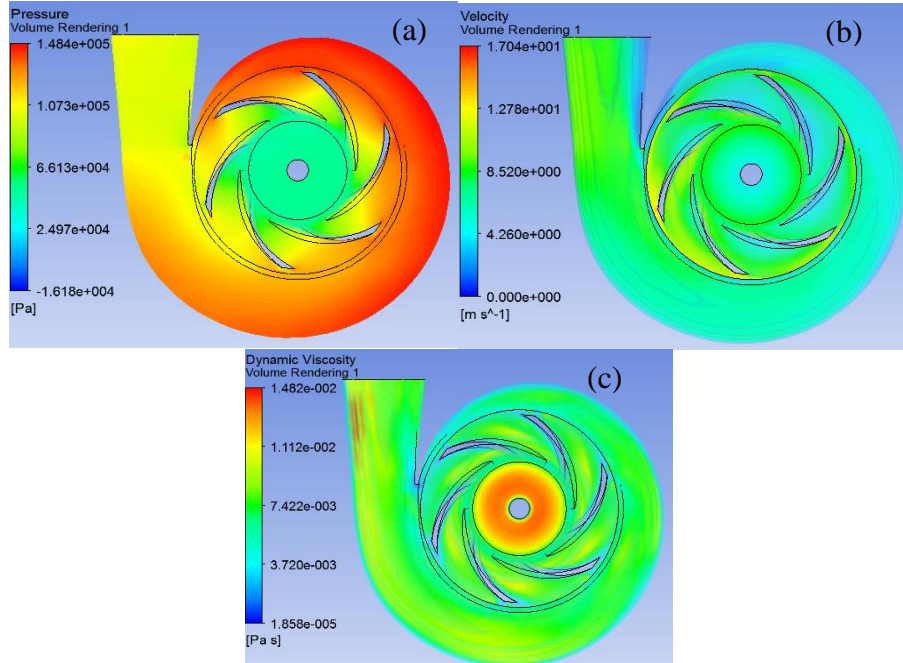 Pressure
Volume Rendering 1
(a)
1.484e+005
1.073e+005
6.613e+004
2.497e+004
-1.618e+004
[Pa]
Velocity
Volume Rendering 1
(b)
1.704e+001
1.278e+001
8.520e+000
4.260e+000
0.000e+000
[m s^-1]
Dynamic Viscosity
Volume Rendering 1
(c)
1.482e-002
1.112e-002
7.422e-003
3.720e-003
1.858e-005
[Pa s]